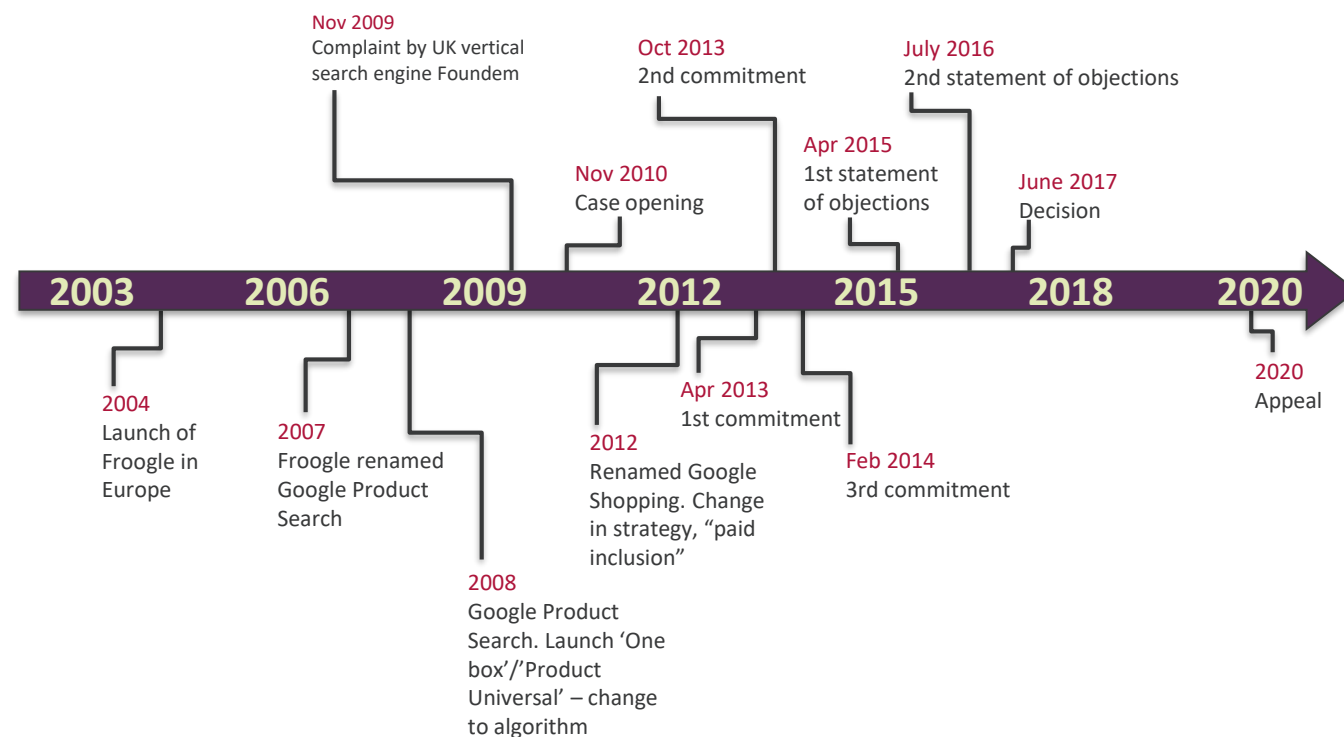 Nov 2009
Complaint by UK vertical
search engine Foundem
Oct 2013
2nd commitment
July 2016
2nd statement of objections
Nov 2010
Case opening
Apr 2015
1st statement
of objections
June 2017
Decision
2003 2006 2009 2012 2015 2018 2020
2004
Launch of
Froogle in
Europe
2007
Froogle renamed
Google Product
Search
2008
Google Product
Search. Launch ‘One
box’/’Product
Universal’ – change
to algorithm
2012
Renamed Google
Shopping. Change
in strategy, “paid
inclusion”
Apr 2013
1st commitment
Feb 2014
3rd commitment
2020
Appeal